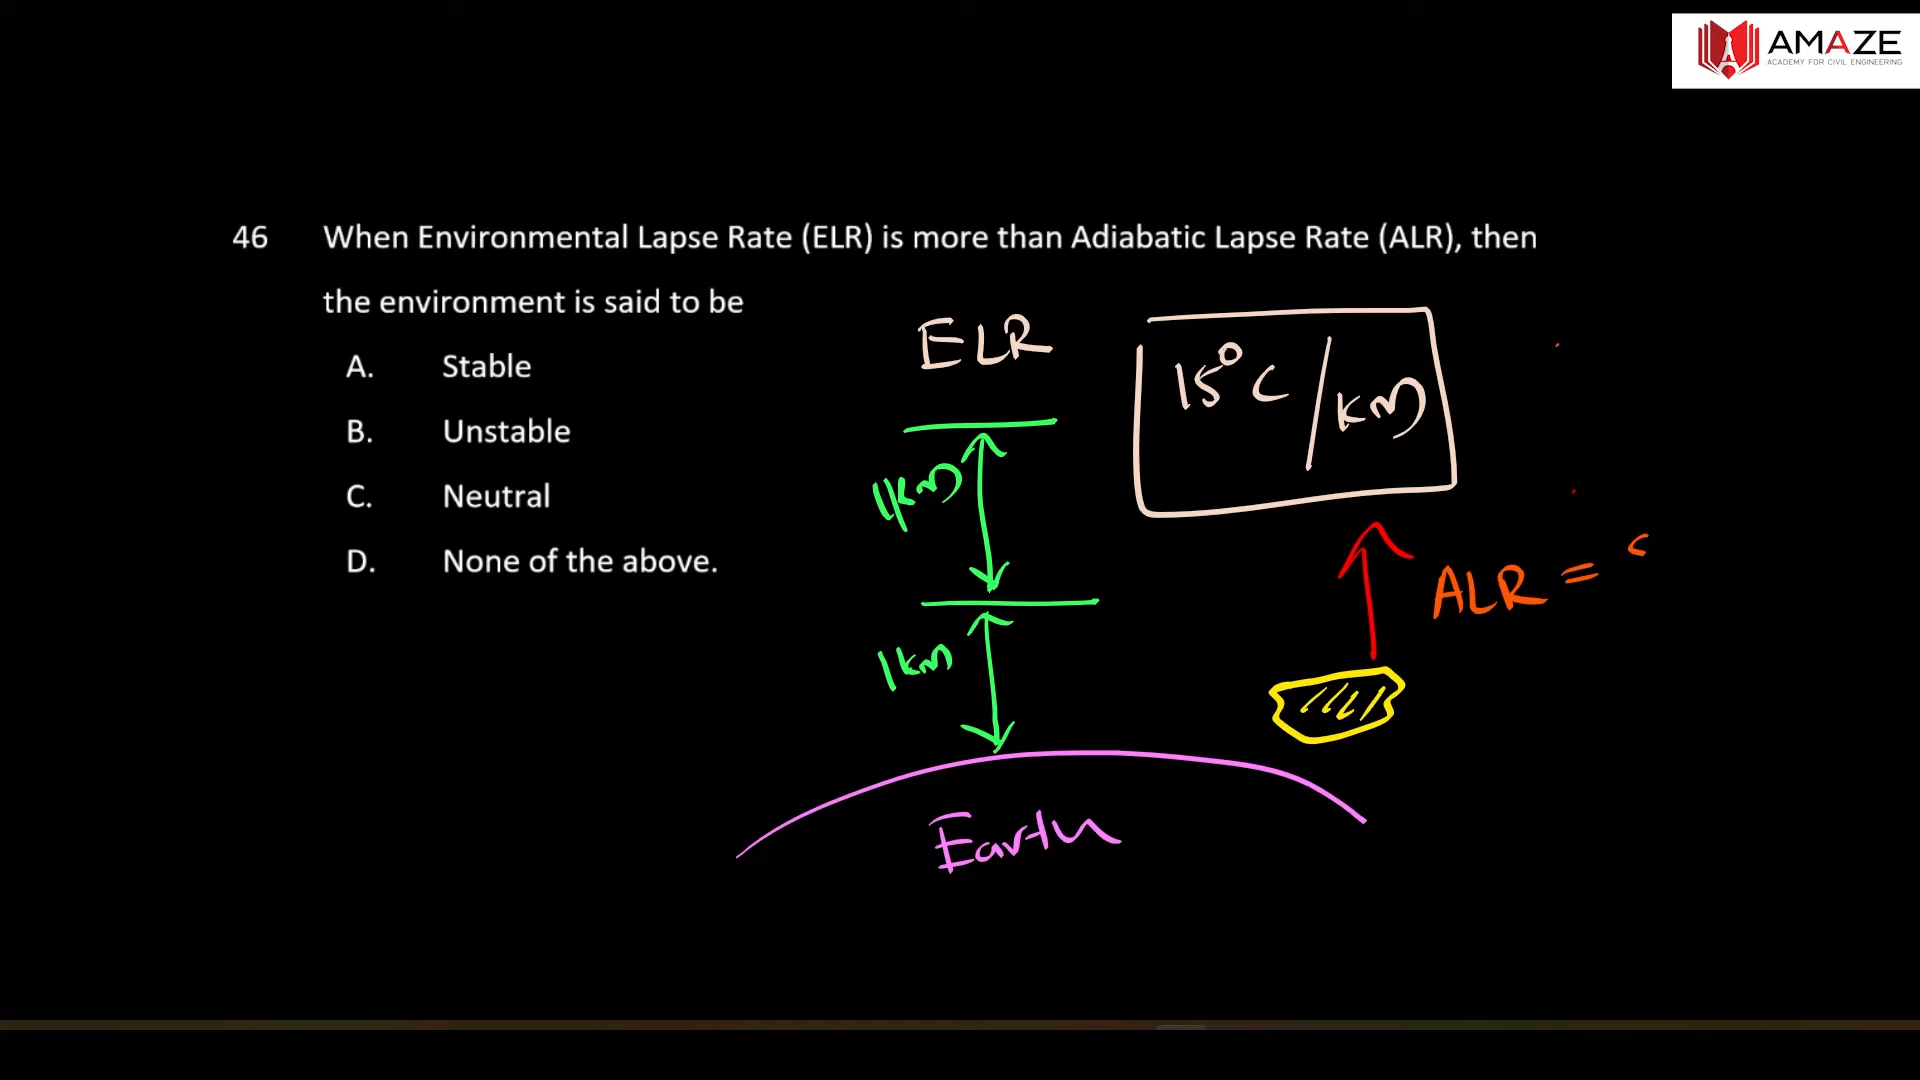 AMAZE
ACADEMY FOR CIVIL ENGINEERING
46 When Environmental Lapse Rate (ELR) is more than Adiabatic Lapse Rate (ALR), then
the environment is said to be
A. Stable
B. Unstable
C. Neutral
D. None of the above.
ELR
15°C/KM
1KM
ALR =
1KM
Earth